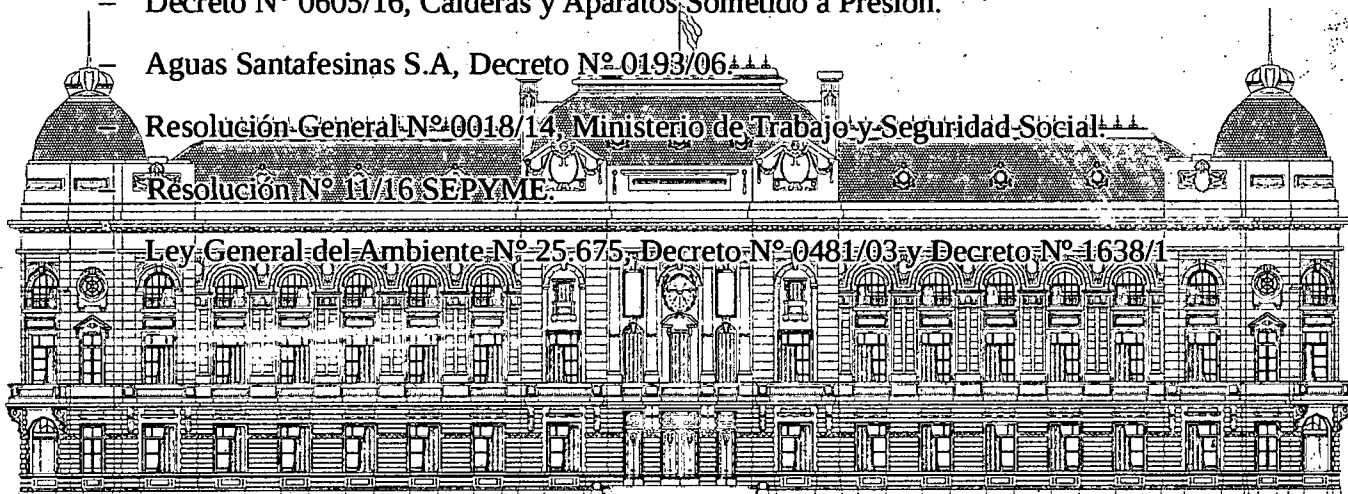 – Decreto N° 0605/16, Calderas y Aparatos Sometido a Presión.
– Aguas Santafesinas S.A, Decreto Nº 0193/06.
– Resolución General Nº 0018/14, Ministerio de Trabajo y Seguridad Social.
– Resolución N° 11/16 SEPYME.
– Ley General del Ambiente Nº 25.675, Decreto Nº 0481/03 y Decreto Nº 1638/1